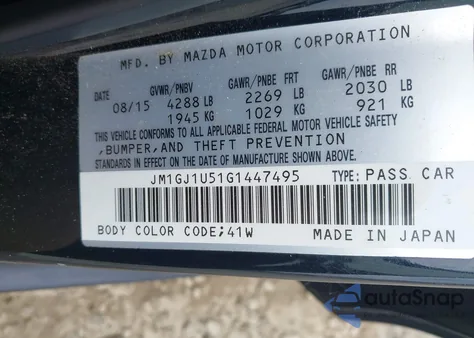 MFD. BY MAZDA MOTOR CORPORATION
DATE GVWR/PNBV GAWR/PNBE FRT GAWR/PNBE RR
08/15 4288 LB 2269 LB 2030 LB
1945 KG 1029 KG 921 KG
THIS VEHICLE CONFORMS TO ALL APPLICABLE FEDERAL MOTOR VEHICLE SAFETY
,BUMPER,AND THEFT PREVENTION
STANDARDS IN EFFECT ON THE DATE OF MANUFACTURE SHOWN ABOVE.
JM1GJ1U51G1447495 TYPE: PASS CAR
BODY COLOR CODE;41W MADE IN JAPAN
autoSnap